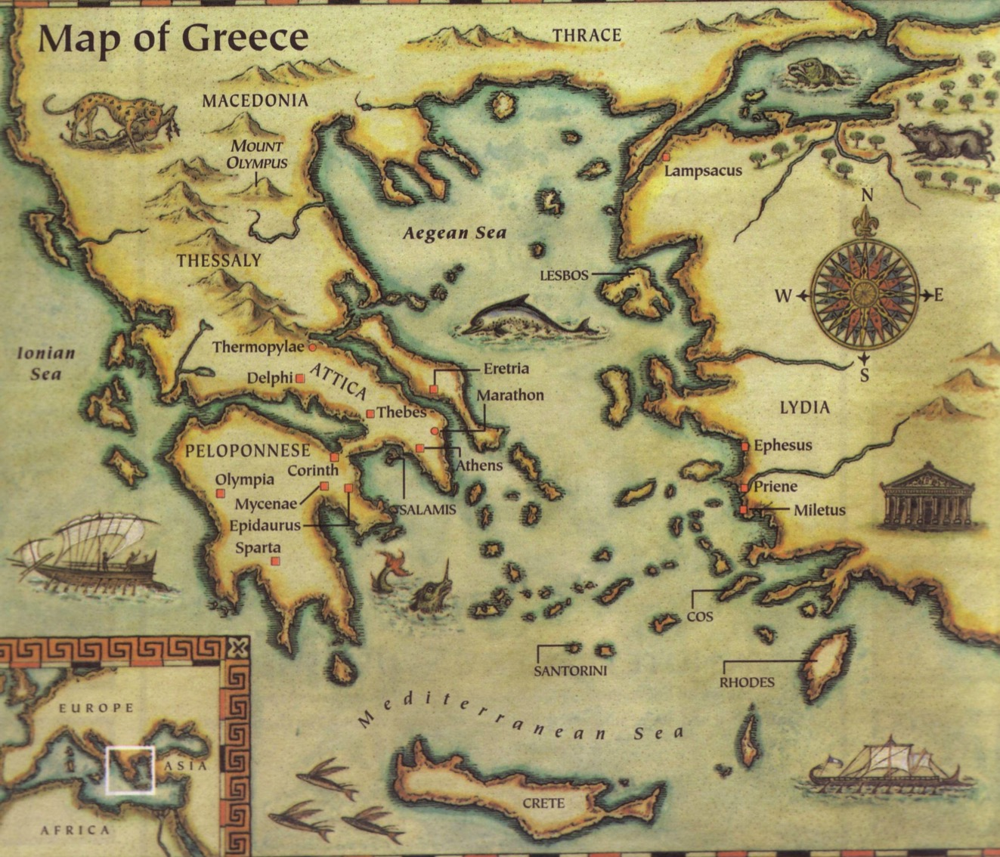 Map of Greece
THRACE
MACEDONIA
MOUNT
OLYMPUS
Lampsacus
N
Aegean Sea
THESSALY
LESBOS
W
E
Ionian
Sea
Thermopylae
S
Delphi
ATTICA
Eretria
Marathon
Thebes
LYDIA
PELOPONNESE
Ephesus
Corinth
Athens
Olympia
Priene
Mycenae
SALAMIS
Miletus
Epidaurus
Sparta
COS
SANTORINI
RHODES
Mediterranean Sea
EUROPE
ASIA
CRETE
AFRICA